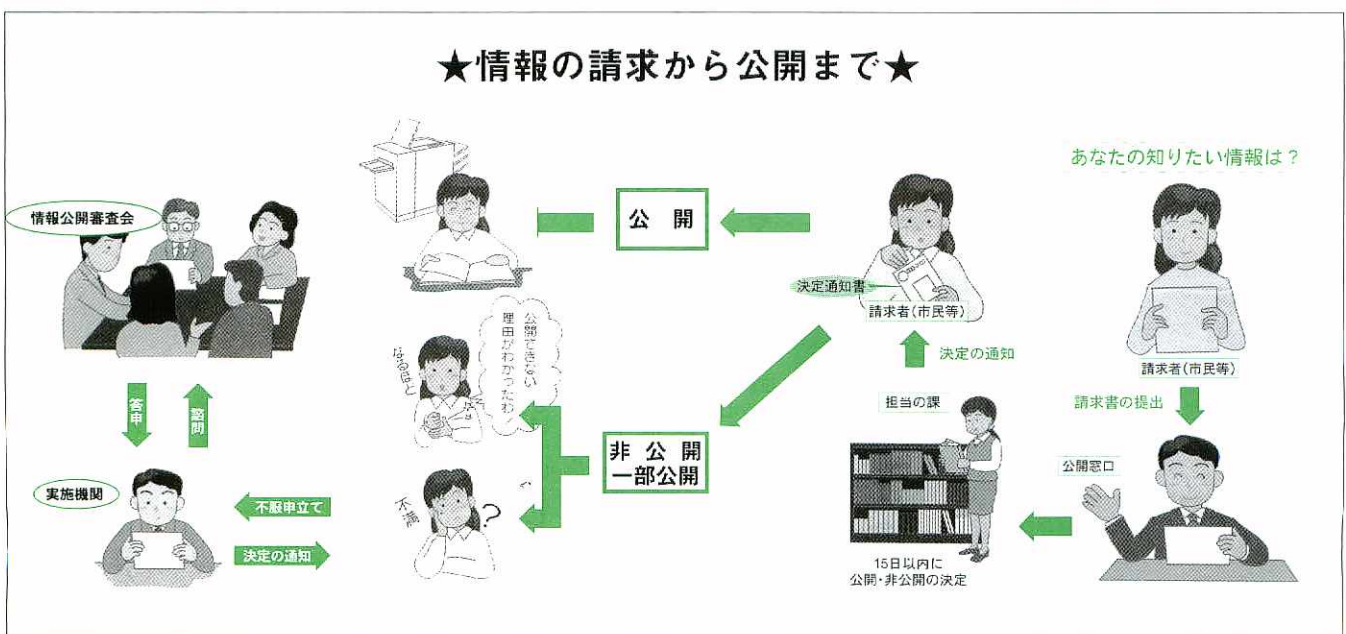 ★情報の請求から公開まで★
あなたの知りたい情報は？
請求者(市民等)
請求書の提出
公開窓口
担当の課
15日以内に
公開・非公開の決定
決定の通知
決定通知書
請求者(市民等)
公開
非公開
一部公開
公開できない
理由がわかったわ！
なるほど
不満
?
不服申立て
決定の通知
実施機関
諮問
答申
情報公開審査会